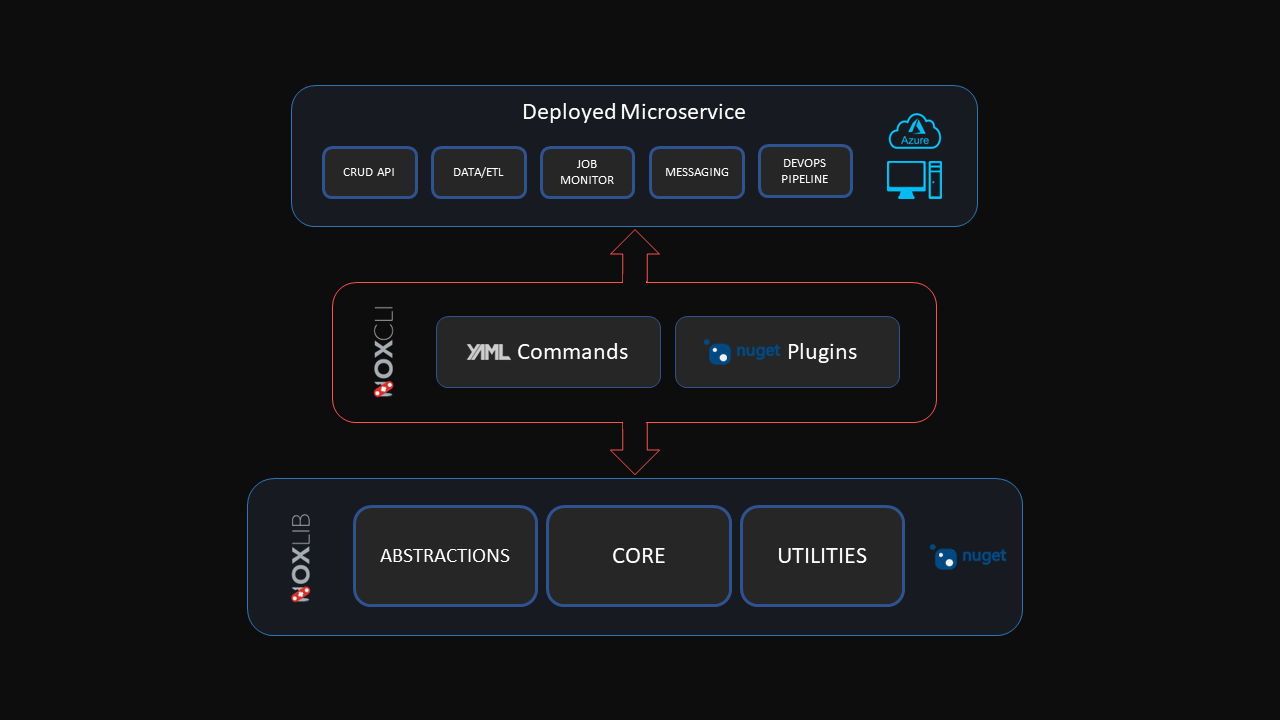 Deployed Microservice
Azure
CRUD API
DATA/ETL
JOB
MONITOR
MESSAGING
DEVOPS
PIPELINE
NOXCLI
YAML Commands
nuget Plugins
NOXLIB
ABSTRACTIONS
CORE
UTILITIES
nuget